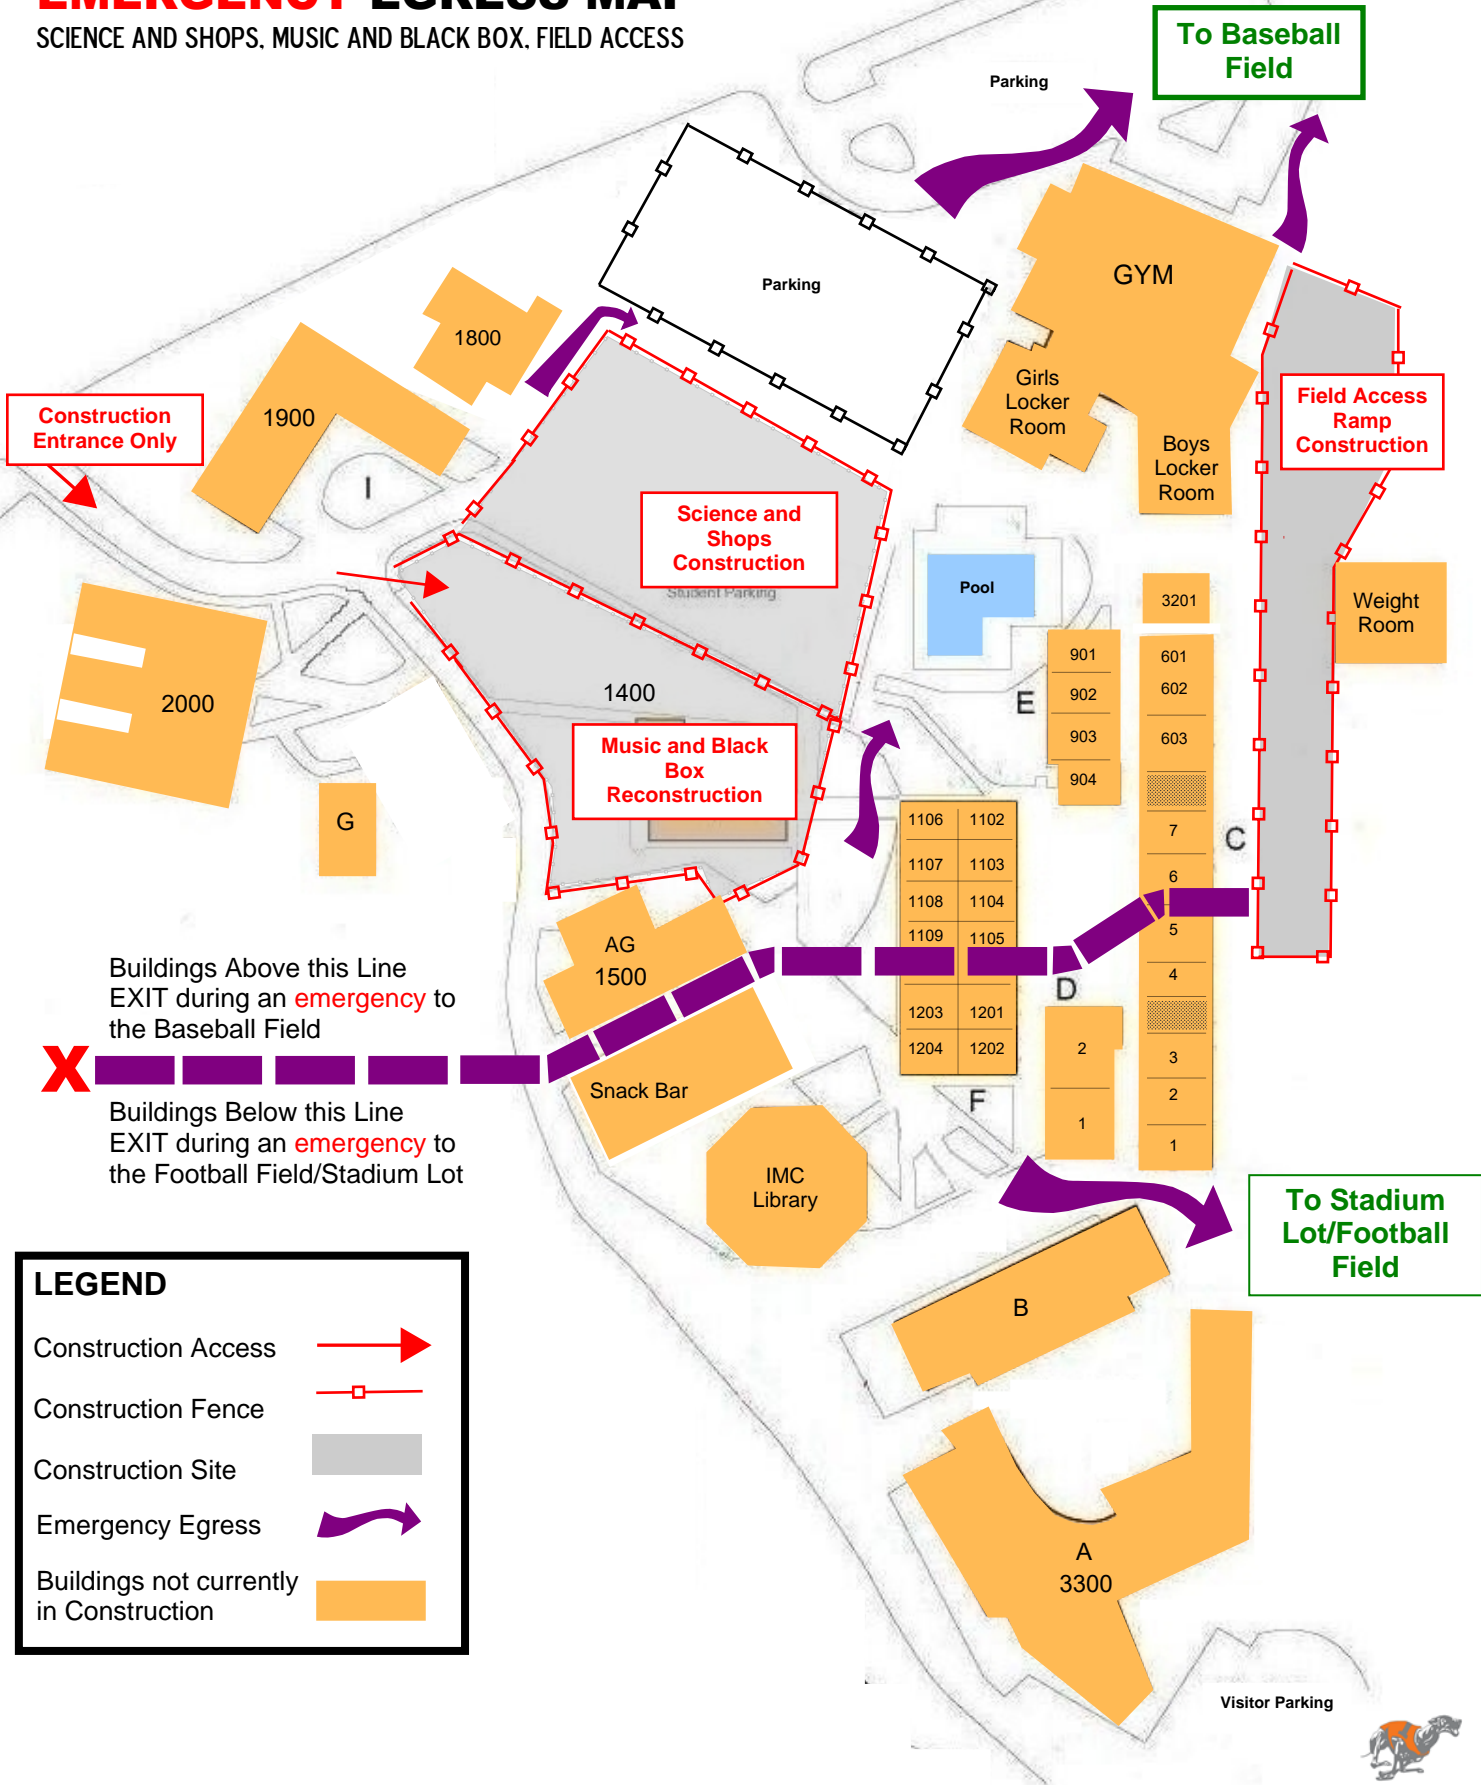 EMERGENCY EGRESS MAP
SCIENCE AND SHOPS, MUSIC AND BLACK BOX, FIELD ACCESS
To Baseball
Field
Parking
Parking
GYM
1800
Girls
Locker
Room
Boys
Locker
Room
Field Access
Ramp
Construction
Construction
Entrance Only
1900
I
Science and
Shops
Construction
Student Parking
Pool
3201
Weight
Room
2000
1400
E
901
902
903
904
601
602
603
7
6
5
4
3
2
1
C
Music and Black
Box
Reconstruction
G
1106
1102
1107
1103
1108
1104
1109
1105
1203
1201
1204
1202
D
2
1
F
AG
1500
Snack Bar
IMC
Library
Buildings Above this Line
EXIT during an emergency to
the Baseball Field
X
Buildings Below this Line
EXIT during an emergency to
the Football Field/Stadium Lot
To Stadium
Lot/Football
Field
B
A
3300
Visitor Parking
LEGEND
Construction Access
Construction Fence
Construction Site
Emergency Egress
Buildings not currently
in Construction